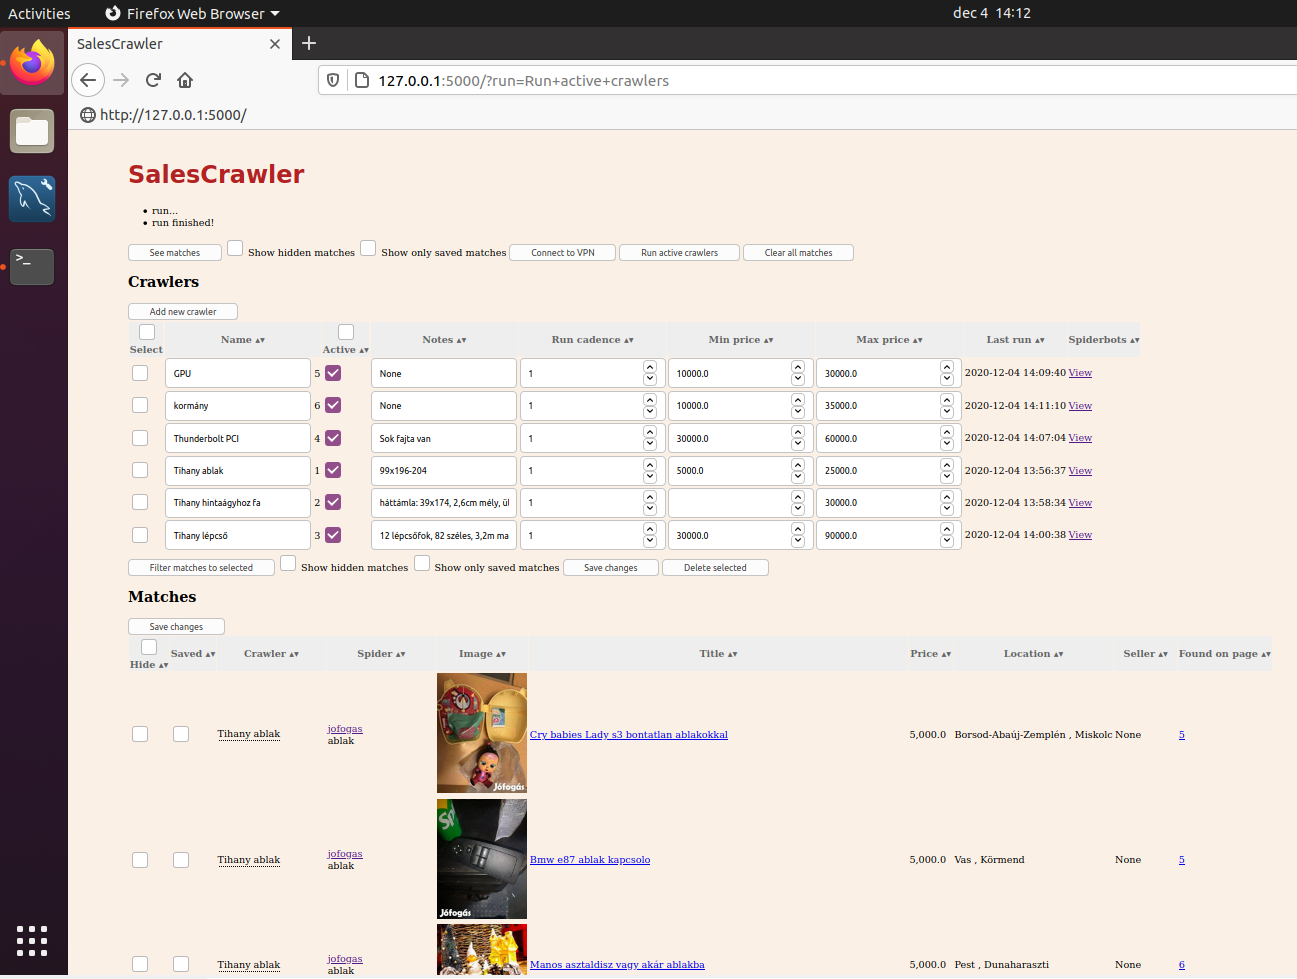 Activities Firefox Web Browser dec 4 14:12
SalesCrawler
127.0.0.1:5000/?run=Run+active+crawlers
http://127.0.0.1:5000/
SalesCrawler
run...
run finished!
See matches Show hidden matches Show only saved matches Connect to VPN Run active crawlers Clear all matches
Crawlers
Add new crawler
Select Name Active Notes Run cadence Min price Max price Last run Spiderbots
GPU 5 None 1 10000.0 30000.0 2020-12-04 14:09:40 View
kormány 6 None 1 10000.0 35000.0 2020-12-04 14:11:10 View
Thunderbolt PCI 4 Sok fajta van 1 30000.0 60000.0 2020-12-04 14:07:04 View
Tihany ablak 1 99x196-204 1 5000.0 25000.0 2020-12-04 13:56:37 View
Tihany hintaágyhoz fa 2 háttámla: 39x174, 2,6cm mély, ül 1 30000.0 2020-12-04 13:58:34 View
Tihany lépcső 3 12 lépcsőfok, 82 széles, 3,2m ma 1 30000.0 90000.0 2020-12-04 14:00:38 View
Filter matches to selected Show hidden matches Show only saved matches Save changes Delete selected
Matches
Save changes
Hide Saved Crawler Spider Image Title Price Location Seller Found on page
Tihany ablak jofogas Cry babies Lady s3 bontatlan ablakokkal 5,000.0 Borsod-Abaúj-Zemplén , Miskolc None 5
ablak
Jófogás
Tihany ablak jofogas Bmw e87 ablak kapcsolo 5,000.0 Vas , Körmend None 5
ablak
Jófogás
Tihany ablak jofogas Manos asztaldisz vagy akár ablakba 5,000.0 Pest , Dunaharaszti None 6
ablak